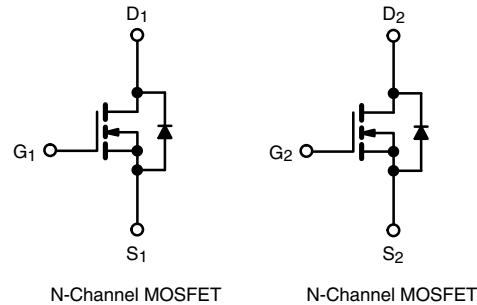 D1 D2
G1 G2
S1 S2
N-Channel MOSFET N-Channel MOSFET